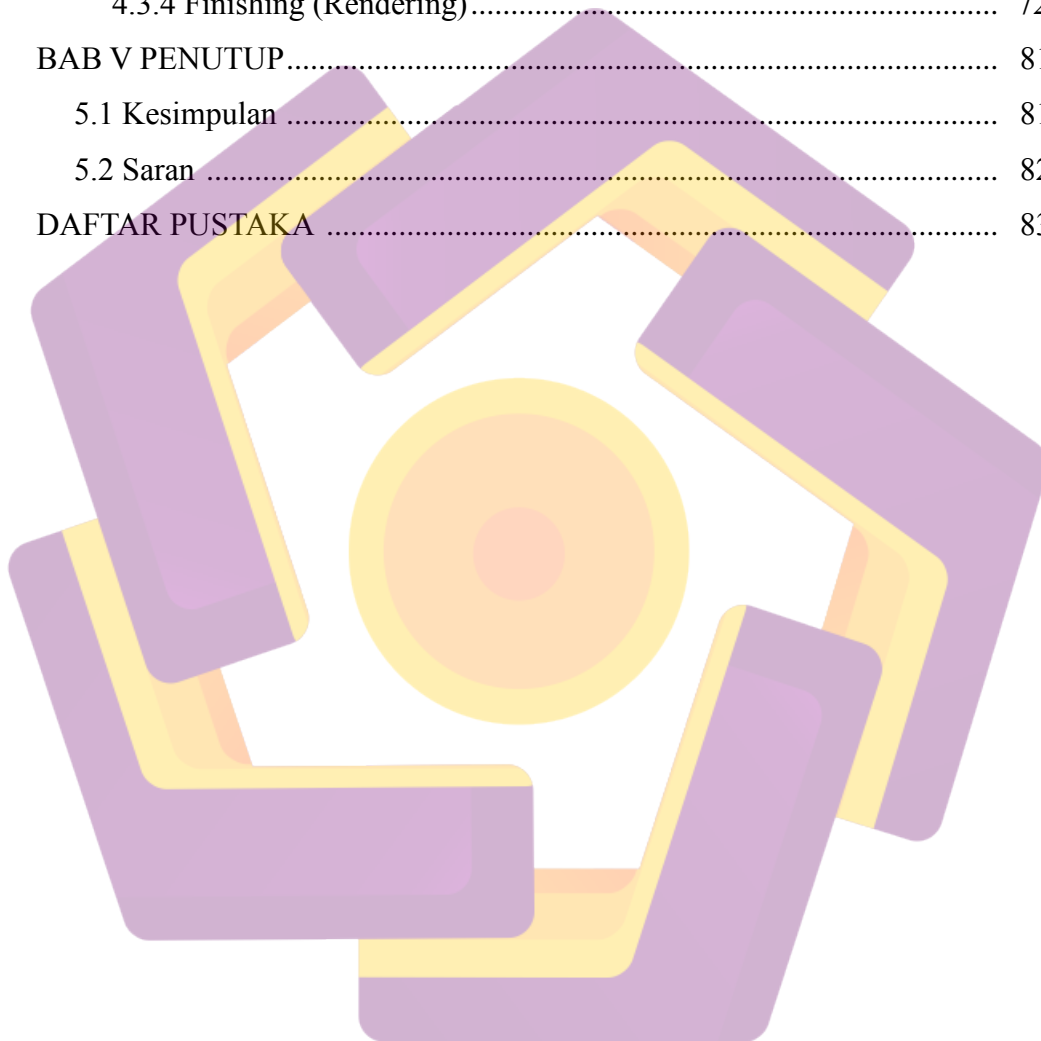 4.3.4 Finishing (Rendering) ........................................ 72
BAB V PENUTUP ........................................ 81
5.1 Kesimpulan ........................................ 81
5.2 Saran ........................................ 82
DAFTAR PUSTAKA ........................................ 83